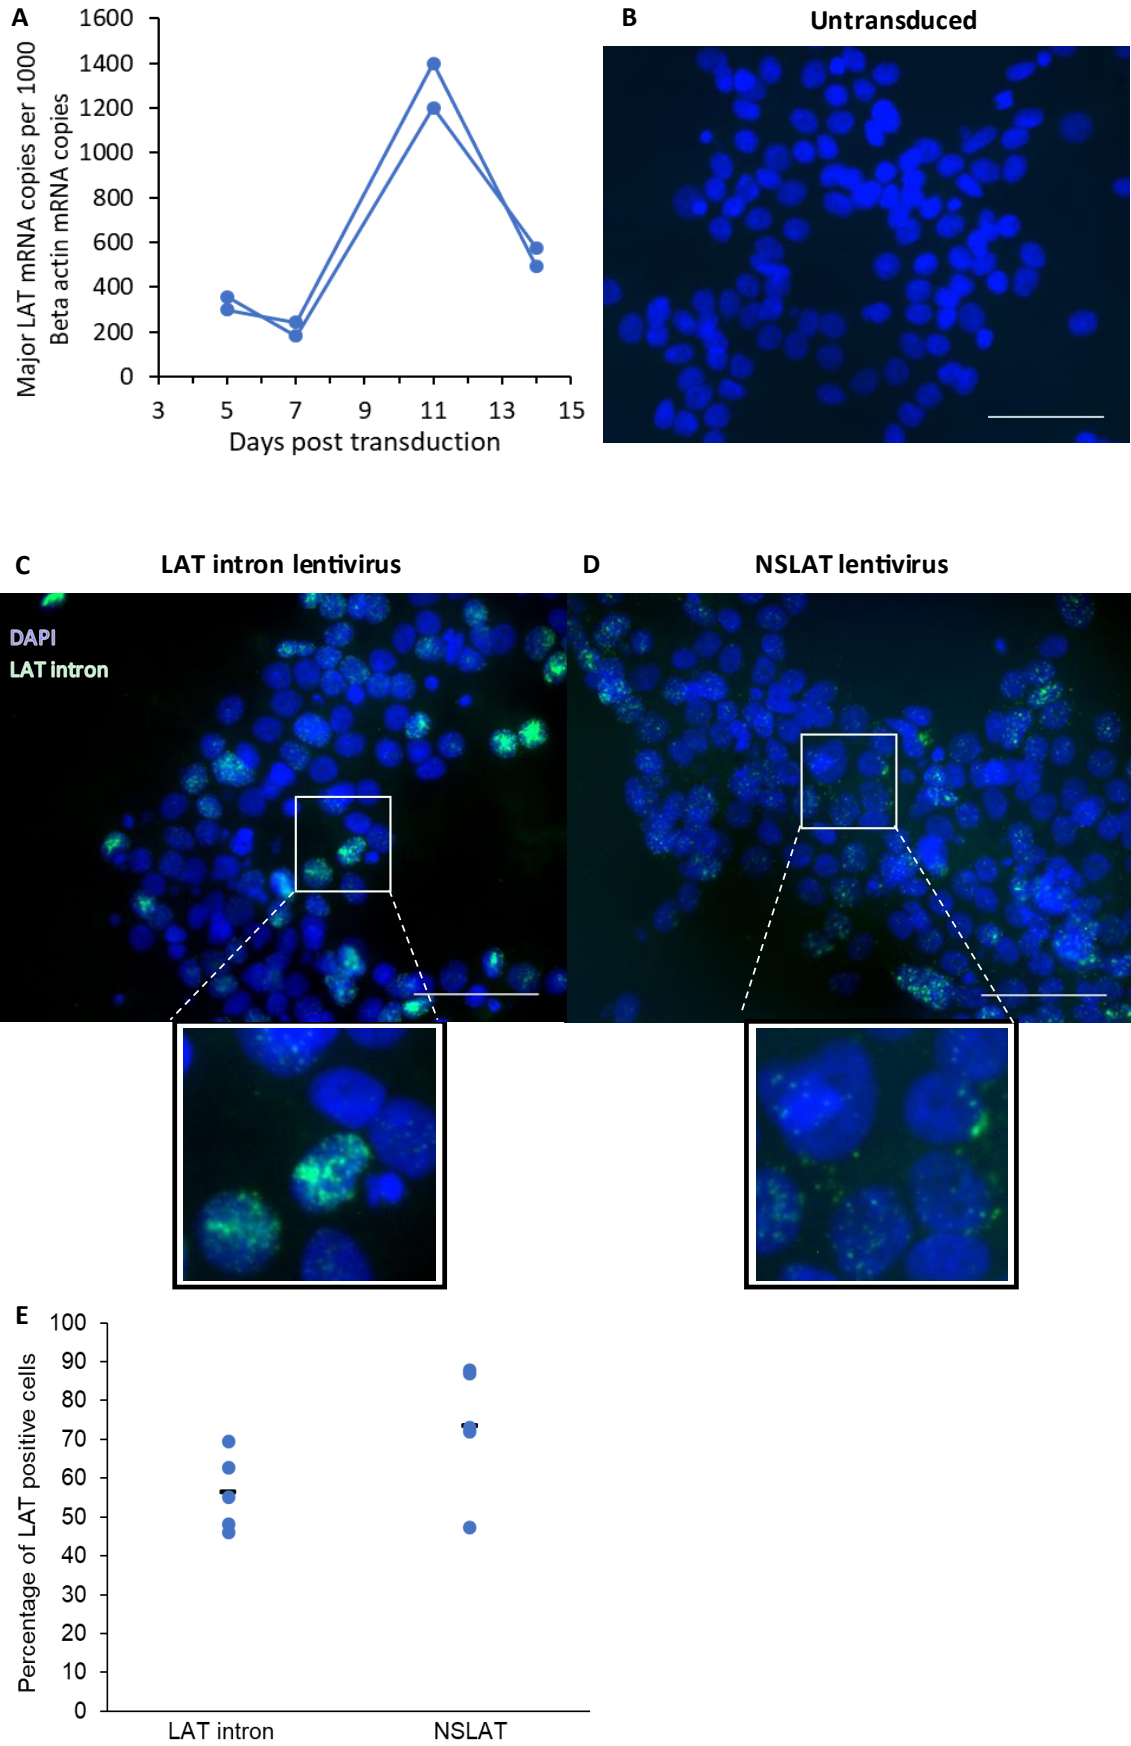 A
1600
1400
1200
1000
800
600
400
200
0
Major LAT mRNA copies per 1000
Beta actin mRNA copies
3 5 7 9 11 13 15
Days post transduction
B
Untransduced
C
LAT intron lentivirus
DAPI
LAT intron
D
NSLAT lentivirus
E
100
90
80
70
60
50
40
30
20
10
0
Percentage of LAT positive cells
LAT intron NSLAT